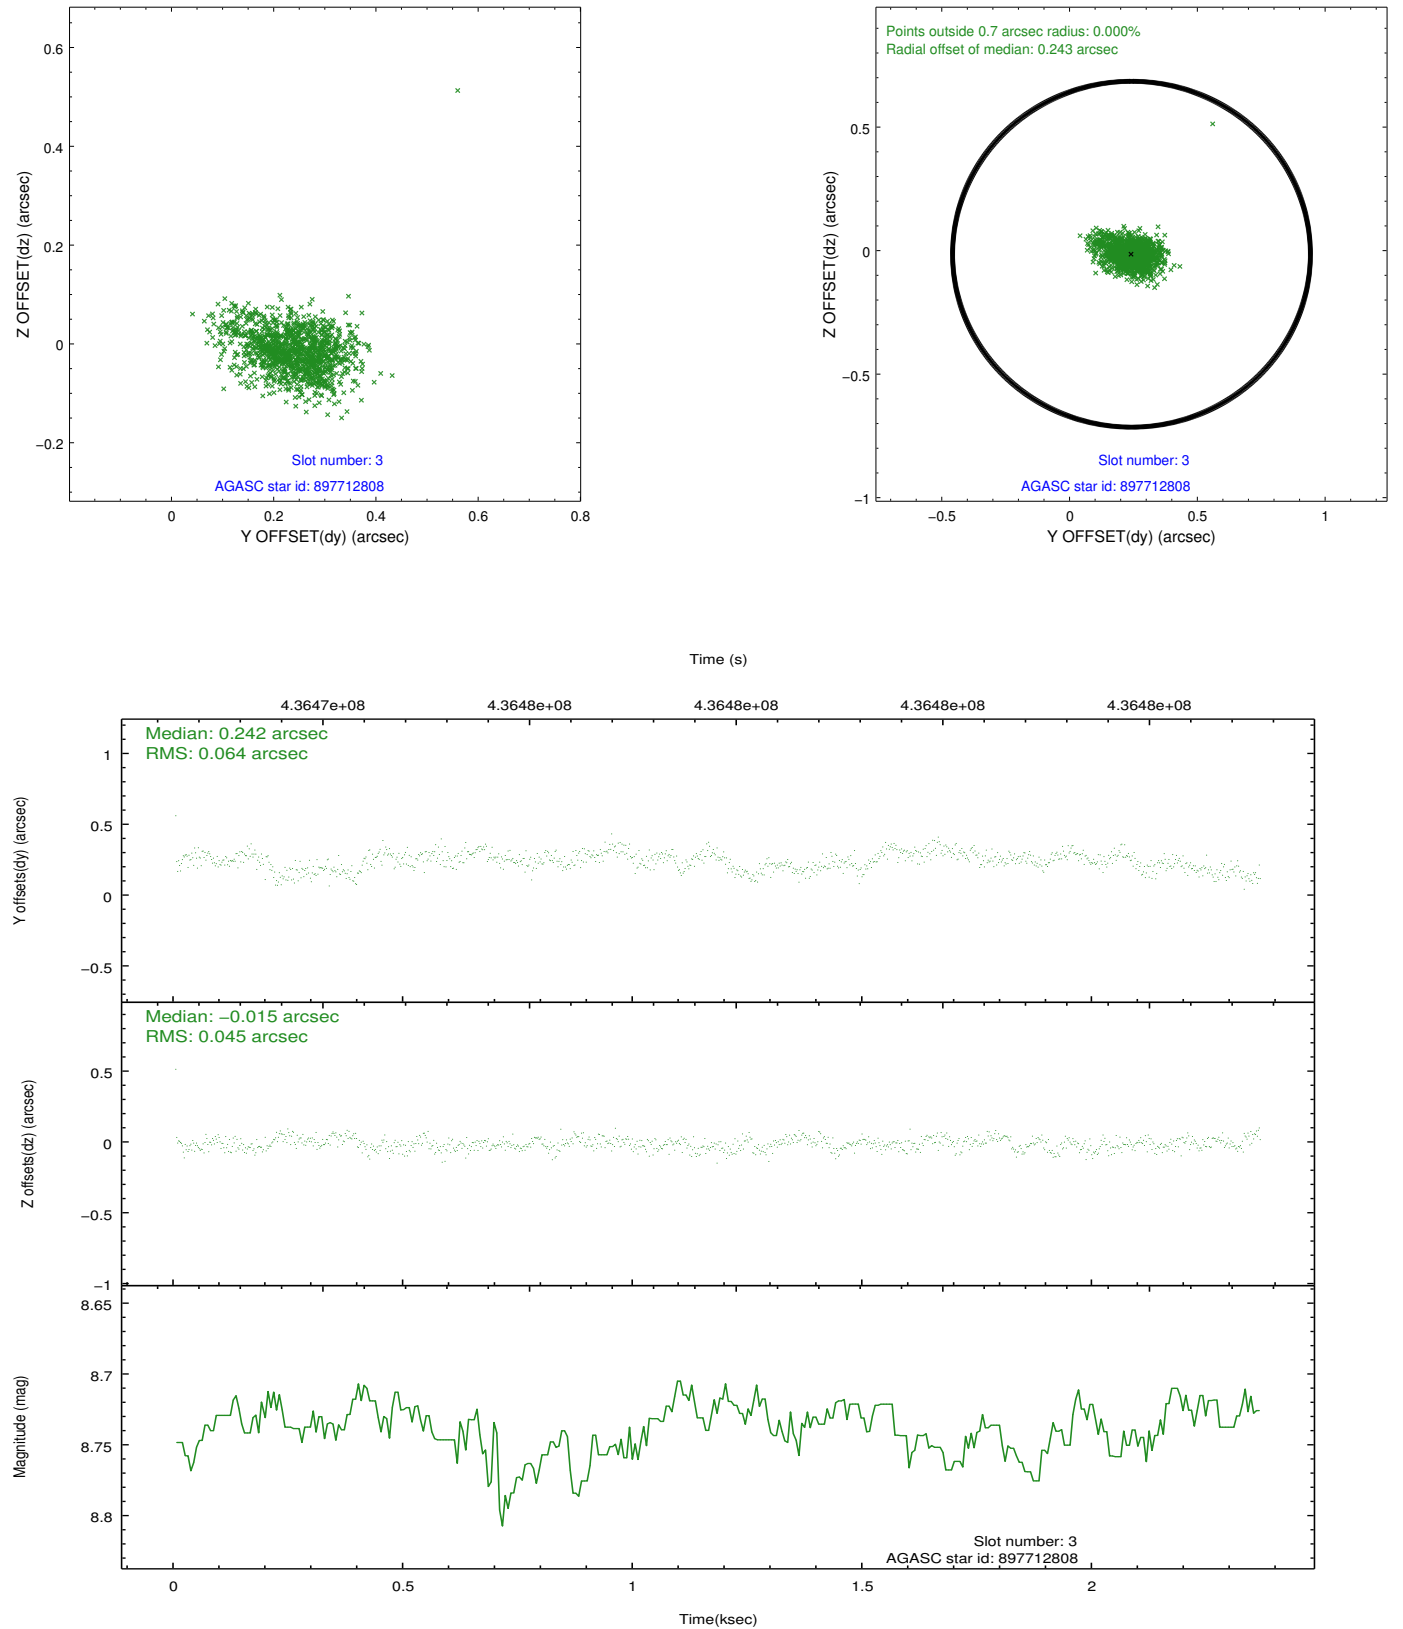 0.6
0.4
0.2
0
−0.2
Z OFFSET(dz) (arcsec)
Slot number: 3
AGASC star id: 897712808
0 0.2 0.4 0.6 0.8
Y OFFSET(dy) (arcsec)
Points outside 0.7 arcsec radius: 0.000%
Radial offset of median: 0.243 arcsec
0.5
0
−0.5
−1
Z OFFSET(dz) (arcsec)
Slot number: 3
AGASC star id: 897712808
−0.5 0 0.5 1
Y OFFSET(dy) (arcsec)
Time (s)
4.3647e+08 4.3648e+08 4.3648e+08 4.3648e+08 4.3648e+08
Median: 0.242 arcsec
RMS: 0.064 arcsec
1
0.5
0
−0.5
Y offsets(dy) (arcsec)
Median: −0.015 arcsec
RMS: 0.045 arcsec
0.5
0
−0.5
−1
Z offsets(dz) (arcsec)
8.65
8.7
8.75
8.8
Magnitude (mag)
Slot number: 3
AGASC star id: 897712808
0 0.5 1 1.5 2
Time(ksec)